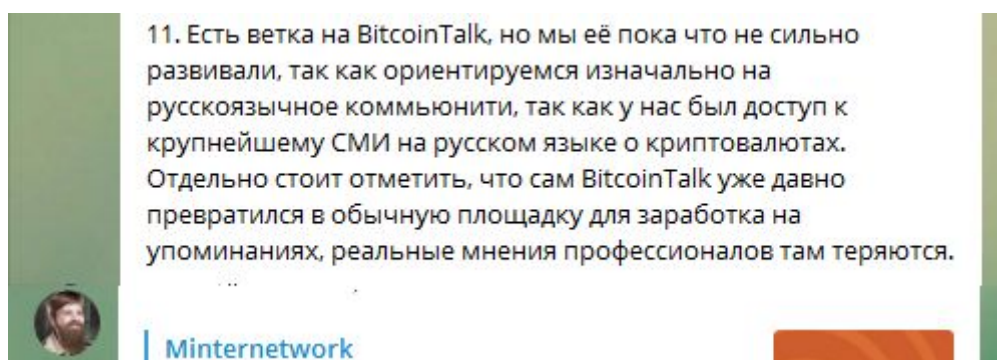 11. Есть ветка на BitcoinTalk, но мы её пока что не сильно
развивали, так как ориентируемся изначально на
русскоязычное коммьюнити, так как у нас был доступ к
крупнейшему СМИ на русском языке о криптовалютах.
Отдельно стоит отметить, что сам BitcoinTalk уже давно
превратился в обычную площадку для заработка на
упоминаниях, реальные мнения профессионалов там теряются.
Minternetwork